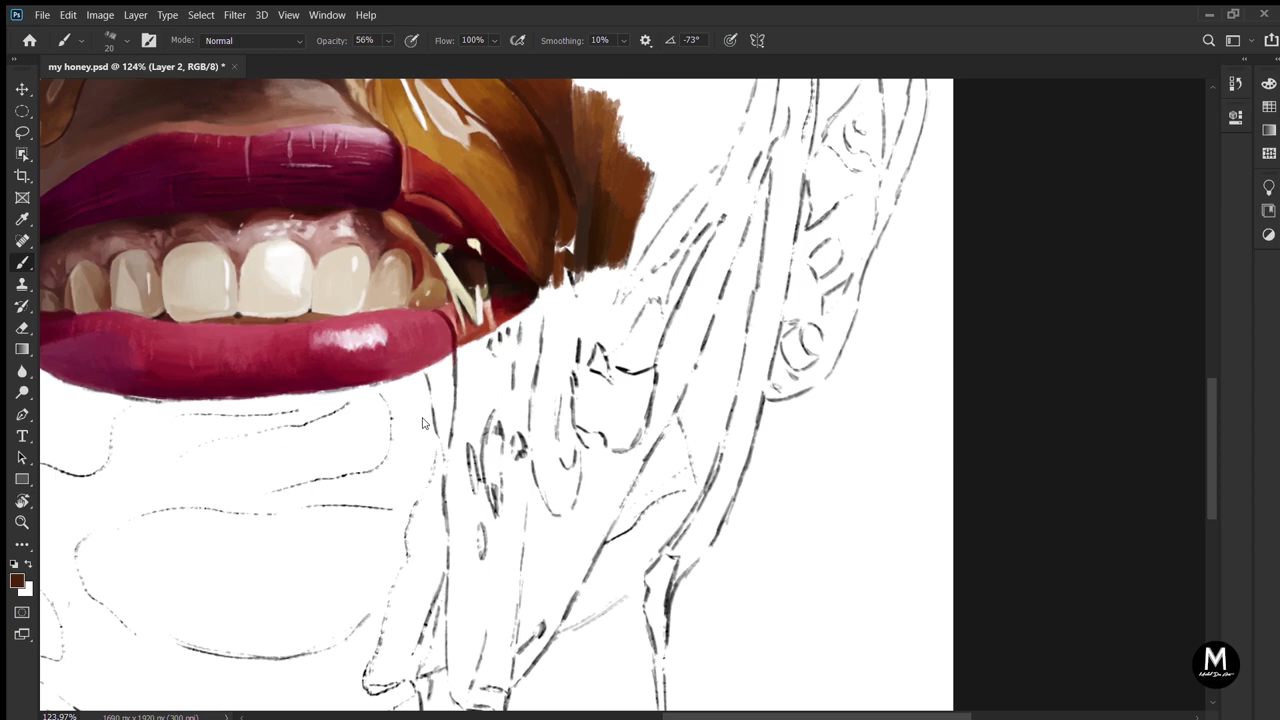 Ps File Edit Image Layer Type Select Filter 3D View Window Help
20 Mode: Normal Opacity: 56% Flow: 100% Smoothing: 10% -73°
my honey.psd @ 124% (Layer 2, RGB/8) *
T
M
123.97% 1690 px x 1920 px (300 ppi)